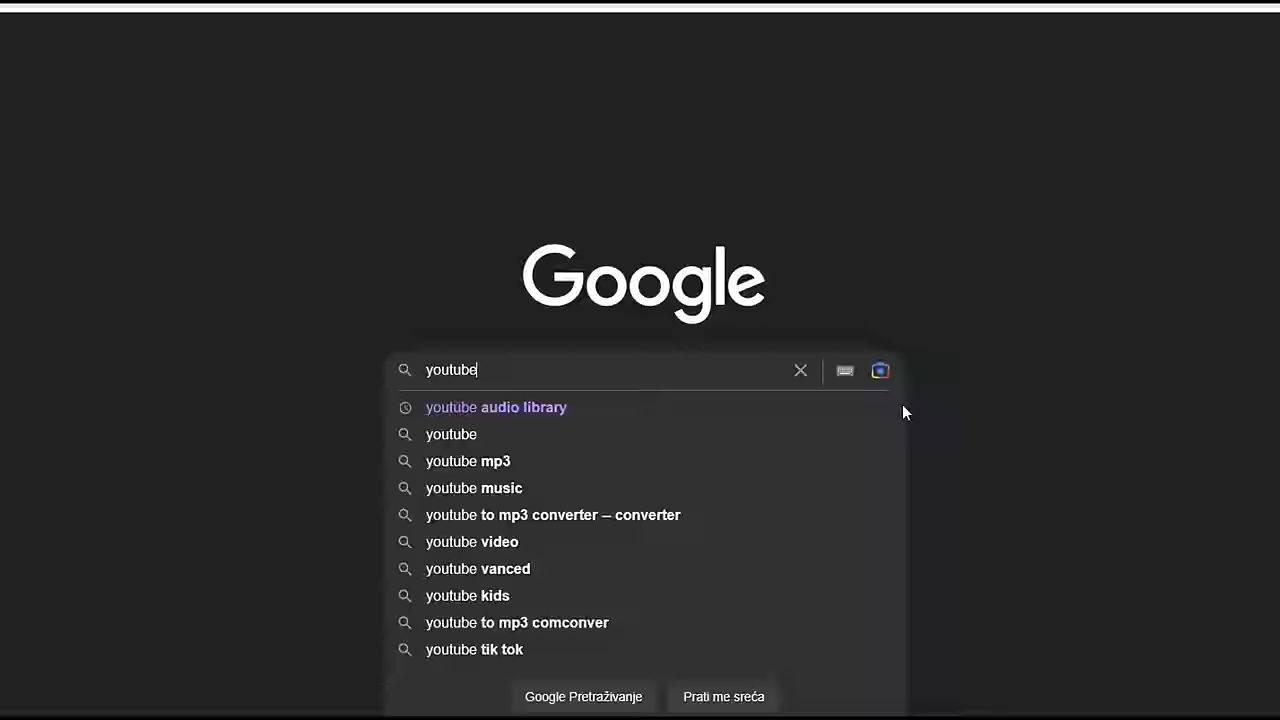 Google
youtube
youtube audio library
youtube
youtube mp3
youtube music
youtube to mp3 converter – converter
youtube video
youtube vanced
youtube kids
youtube to mp3 comconver
youtube tik tok
Google Pretraživanje
Prati me sreća